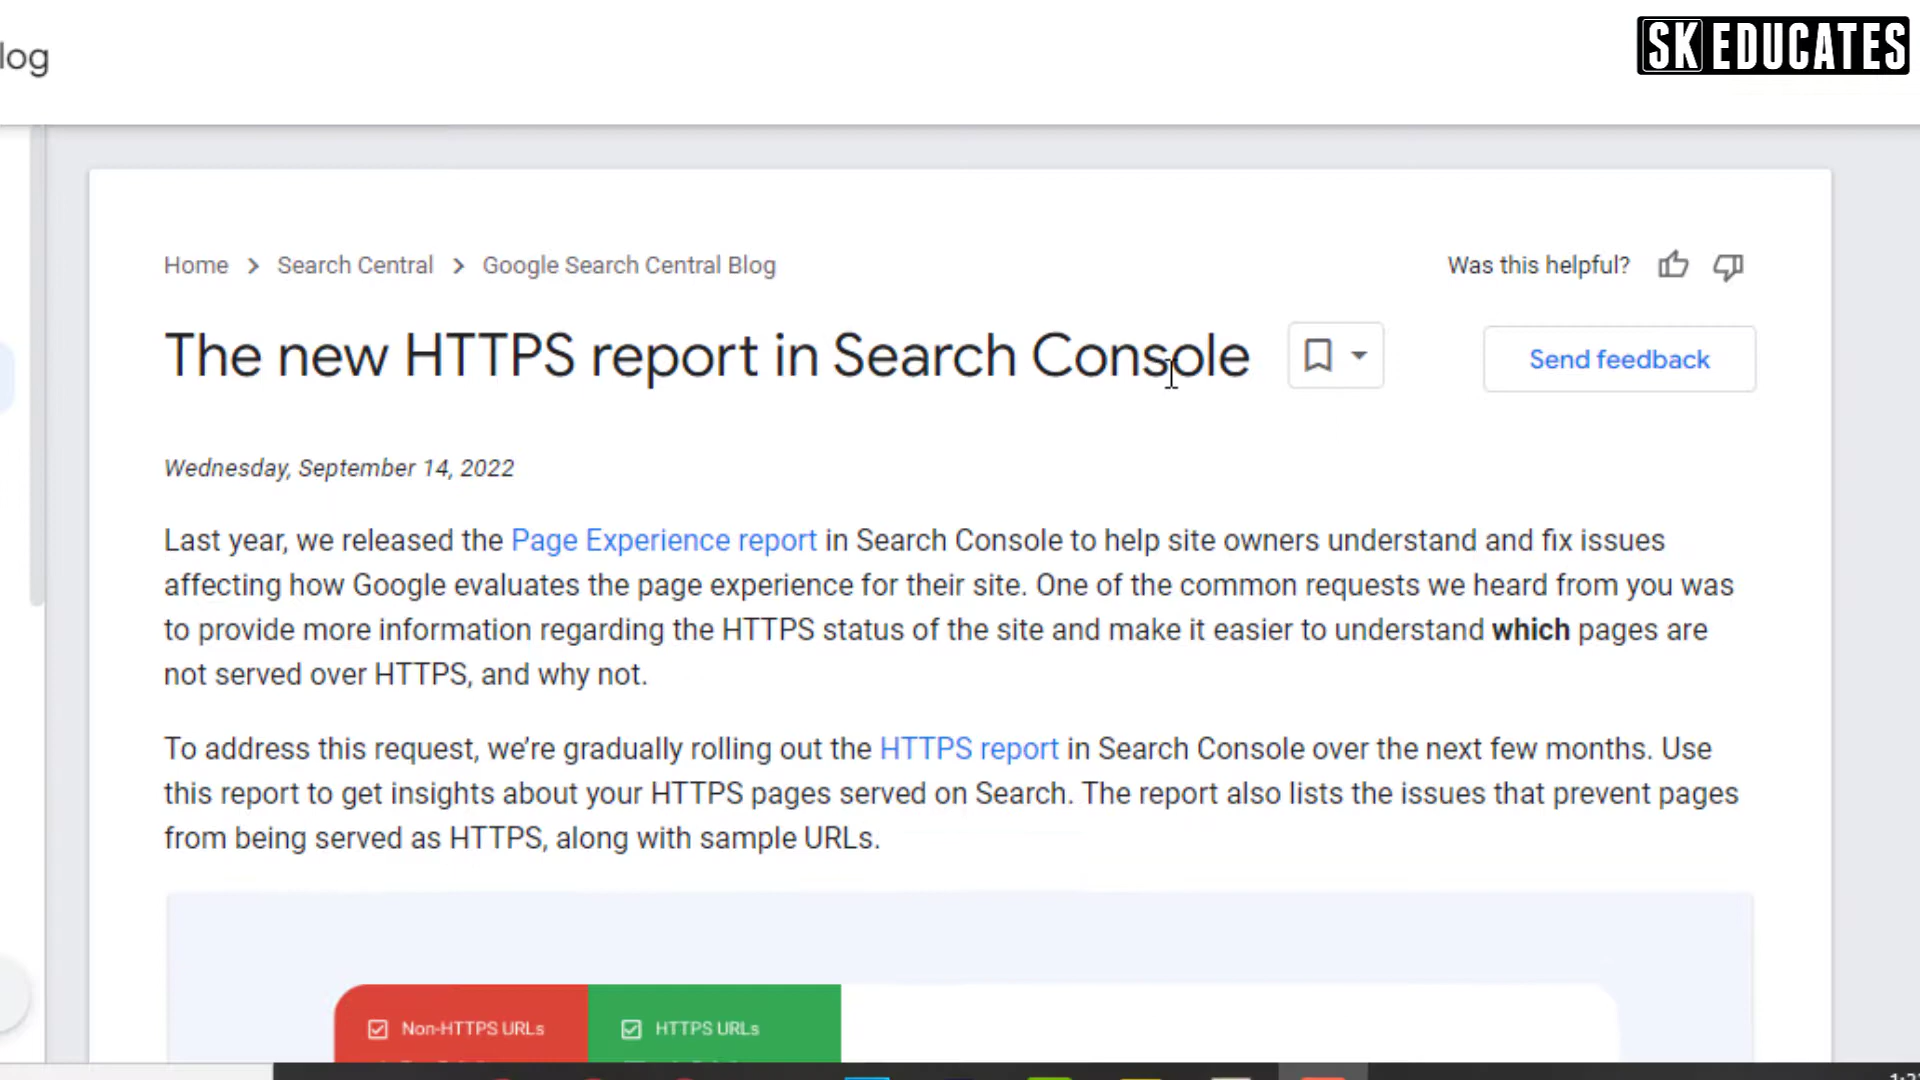 log
SK EDUCATES
Home > Search Central > Google Search Central Blog
Was this helpful?
The new HTTPS report in Search Console
Send feedback
Wednesday, September 14, 2022
Last year, we released the Page Experience report in Search Console to help site owners understand and fix issues
affecting how Google evaluates the page experience for their site. One of the common requests we heard from you was
to provide more information regarding the HTTPS status of the site and make it easier to understand which pages are
not served over HTTPS, and why not.
To address this request, we’re gradually rolling out the HTTPS report in Search Console over the next few months. Use
this report to get insights about your HTTPS pages served on Search. The report also lists the issues that prevent pages
from being served as HTTPS, along with sample URLs.
Non-HTTPS URLs
HTTPS URLs